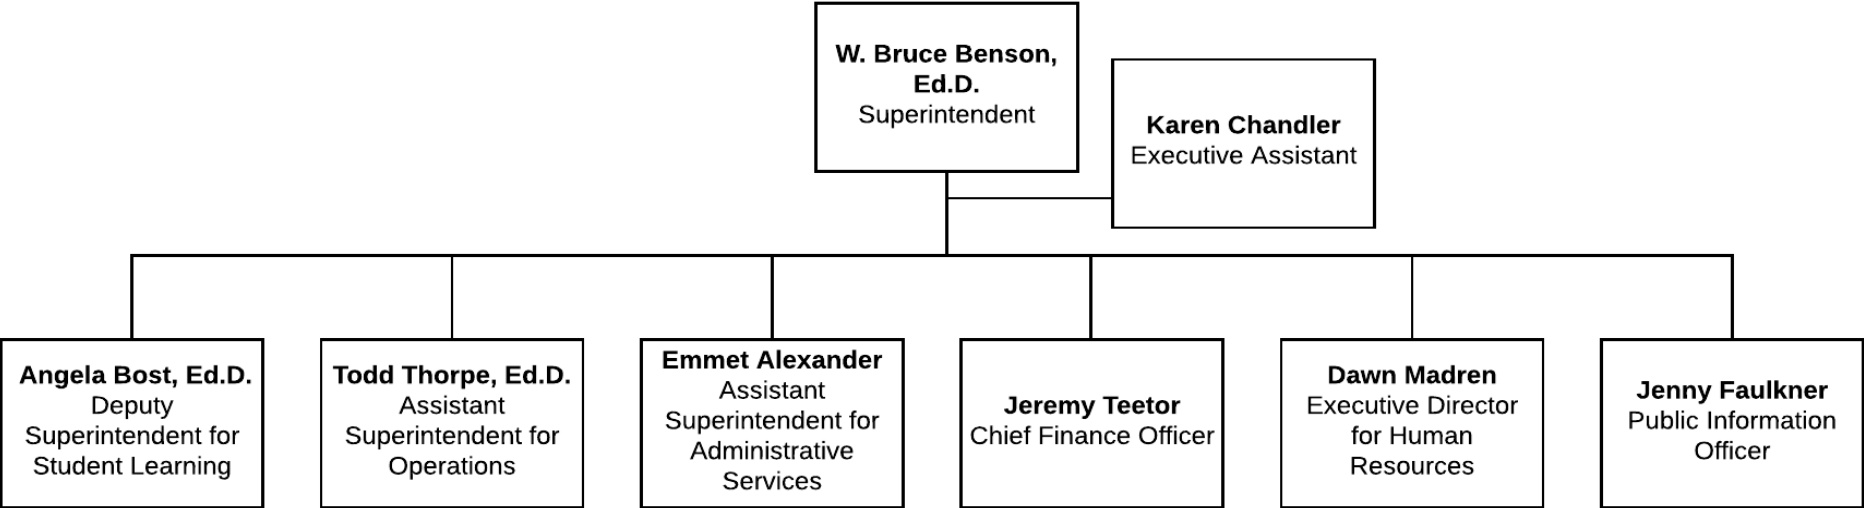 W. Bruce Benson,
Ed.D.
Superintendent
Karen Chandler
Executive Assistant
Angela Bost, Ed.D.
Deputy
Superintendent for
Student Learning
Todd Thorpe, Ed.D.
Assistant
Superintendent for
Operations
Emmet Alexander
Assistant
Superintendent for
Administrative
Services
Jeremy Teetor
Chief Finance Officer
Dawn Madren
Executive Director
for Human
Resources
Jenny Faulkner
Public Information
Officer